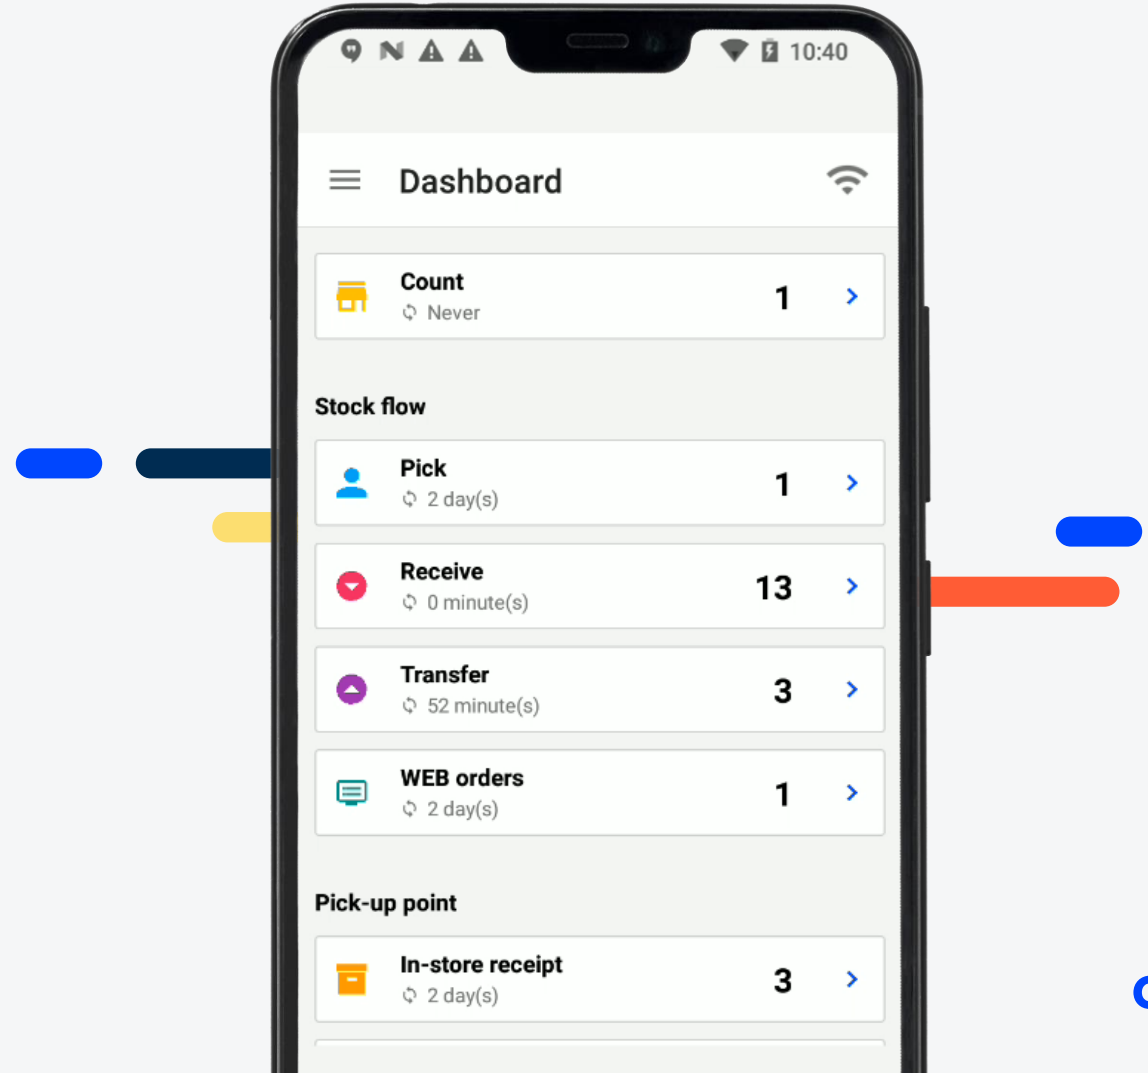 10:40
Dashboard
Count
Never
1
Stock flow
Pick
2 day(s)
1
Receive
0 minute(s)
13
Transfer
52 minute(s)
3
WEB orders
2 day(s)
1
Pick-up point
In-store receipt
2 day(s)
3